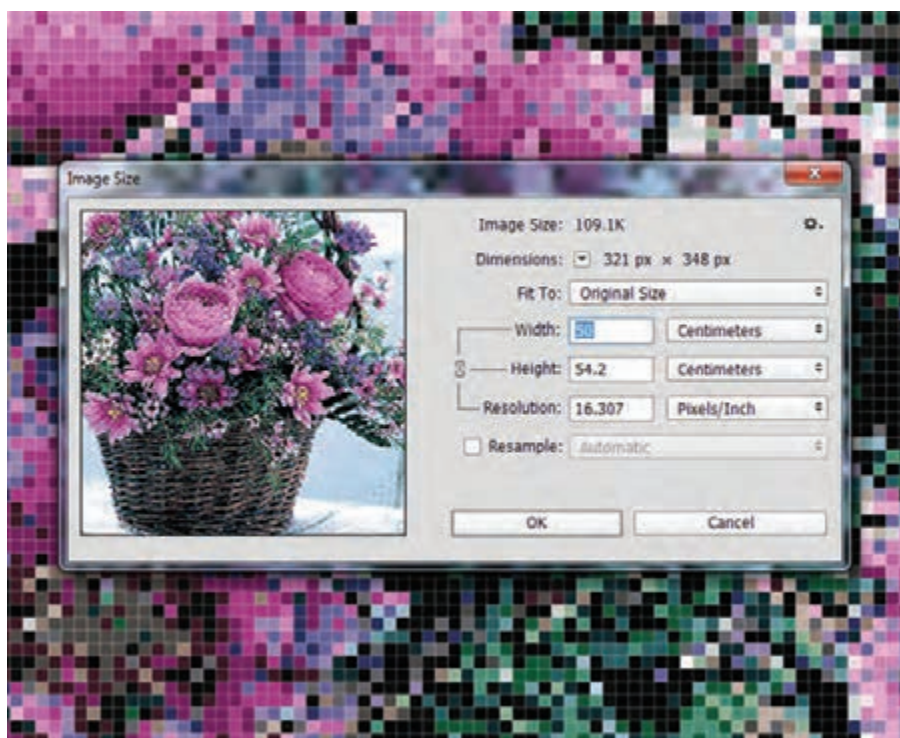 Image Size
Image Size: 109.1K
Dimensions: 321 px × 348 px
Fit To: Original Size
Width: 50 Centimeters
Height: 54.2 Centimeters
Resolution: 16.307 Pixels/Inch
Resample: Automatic
OK Cancel